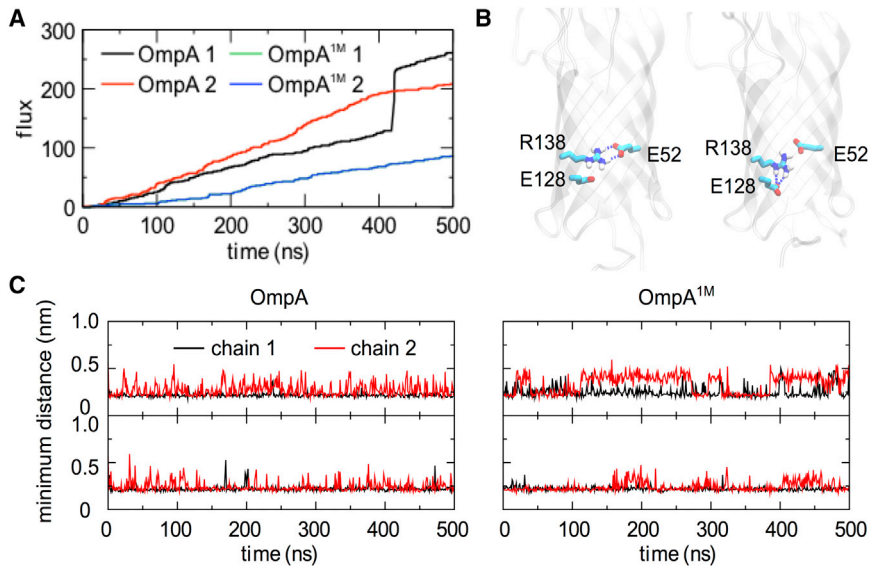 A
300
200
100
0
flux
OmpA 1
OmpA 2
OmpA1M 1
OmpA1M 2
0 100 200 300 400 500
time (ns)
B
R138
E128
E52
R138
E128
E52
C
OmpA
OmpA1M
minimum distance (nm)
1.0
0.5
0
1.0
0.5
0
chain 1
chain 2
0 100 200 300 400 500
time (ns)
0 100 200 300 400 500
time (ns)